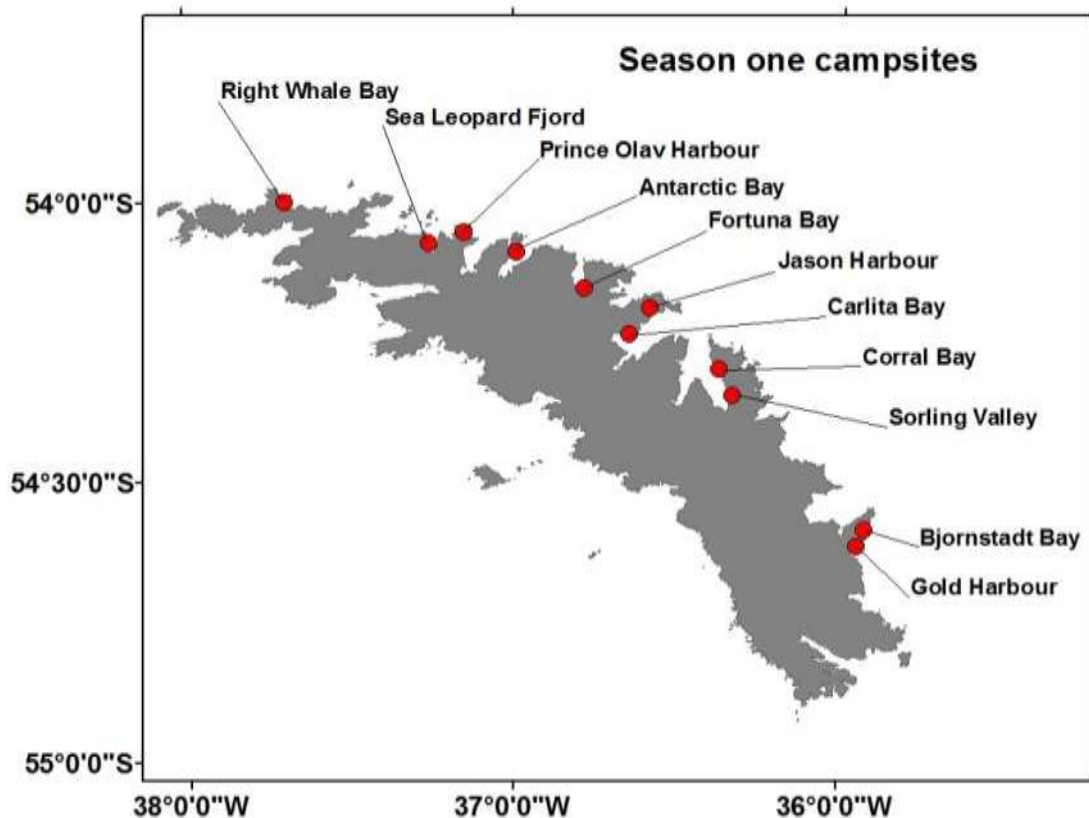 Season one campsites
Right Whale Bay
Sea Leopard Fjord
Prince Olav Harbour
Antarctic Bay
Fortuna Bay
Jason Harbour
Carlita Bay
Corral Bay
Sorling Valley
Bjornstadt Bay
Gold Harbour
54°0'0"S
54°30'0"S
55°0'0"S
38°0'0"W
37°0'0"W
36°0'0"W